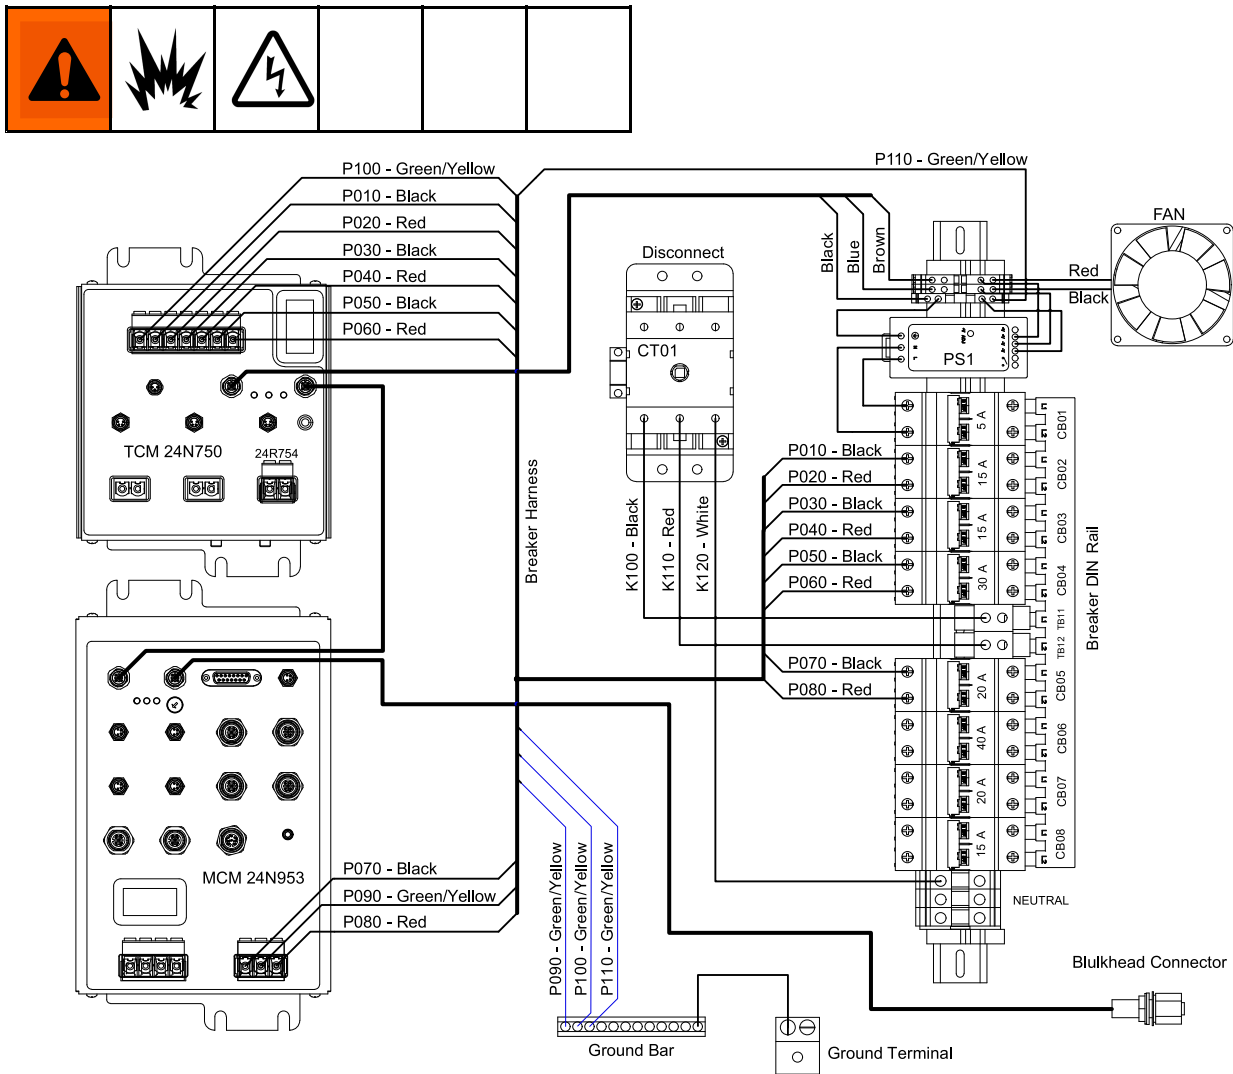 P100 - Green/Yellow
P010 - Black
P020 - Red
P030 - Black
P040 - Red
P050 - Black
P060 - Red
P110 - Green/Yellow
Disconnect
CT01
Black
Blue
Brown
FAN
Red
Black
PS1
TCM 24N750
24R754
Breaker Harness
K100 - Black
K110 - Red
K120 - White
P010 - Black
P020 - Red
P030 - Black
P040 - Red
P050 - Black
P060 - Red
P070 - Black
P080 - Red
5 A
15 A
15 A
30 A
20 A
40 A
20 A
15 A
CB01
CB02
CB03
CB04
TB11
TB12
CB05
CB06
CB07
CB08
Breaker DIN Rail
NEUTRAL
MCM 24N953
P070 - Black
P090 - Green/Yellow
P080 - Red
P090 - Green/Yellow
P100 - Green/Yellow
P110 - Green/Yellow
Ground Bar
Ground Terminal
Blulkhead Connector